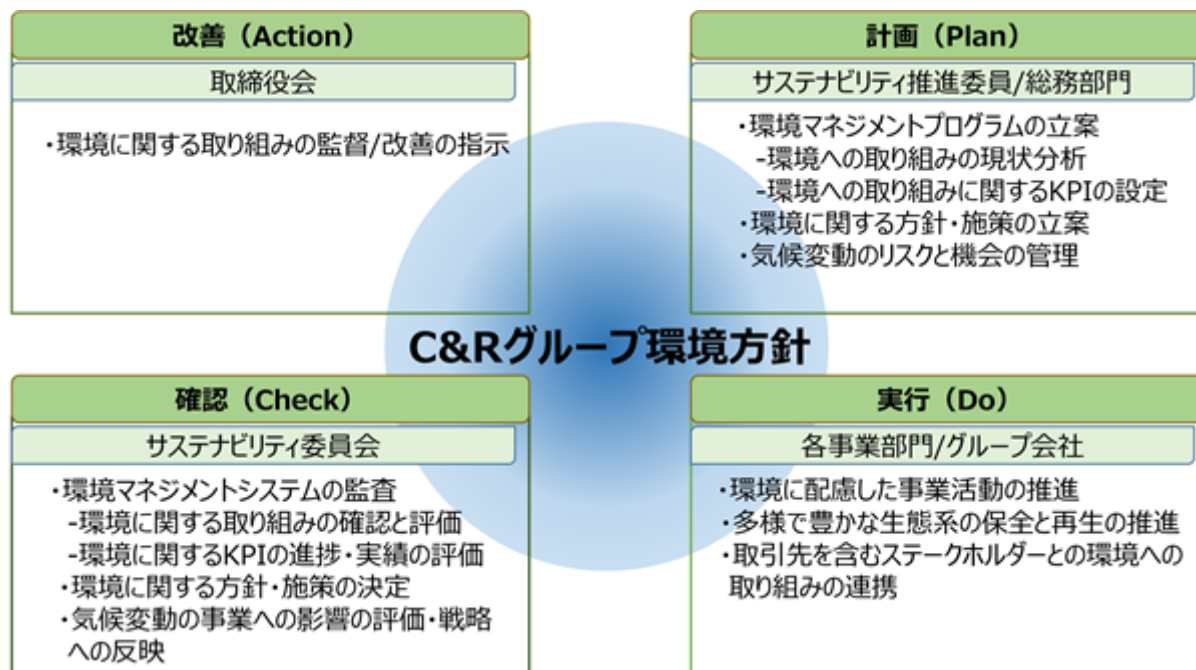 改善（Action）
取締役会
・環境に関する取り組みの監督/改善の指示
計画（Plan）
サステナビリティ推進委員/総務部門
・環境マネジメントプログラムの立案
-環境への取り組みの現状分析
-環境への取り組みに関するKPIの設定
・環境に関する方針・施策の立案
・気候変動のリスクと機会の管理
C&Rグループ環境方針
確認（Check）
サステナビリティ委員会
・環境マネジメントシステムの監査
-環境に関する取り組みの確認と評価
-環境に関するKPIの進捗・実績の評価
・環境に関する方針・施策の決定
・気候変動の事業への影響の評価・戦略
への反映
実行（Do）
各事業部門/グループ会社
・環境に配慮した事業活動の推進
・多様で豊かな生態系の保全と再生の推進
・取引先を含むステークホルダーとの環境への
取り組みの連携